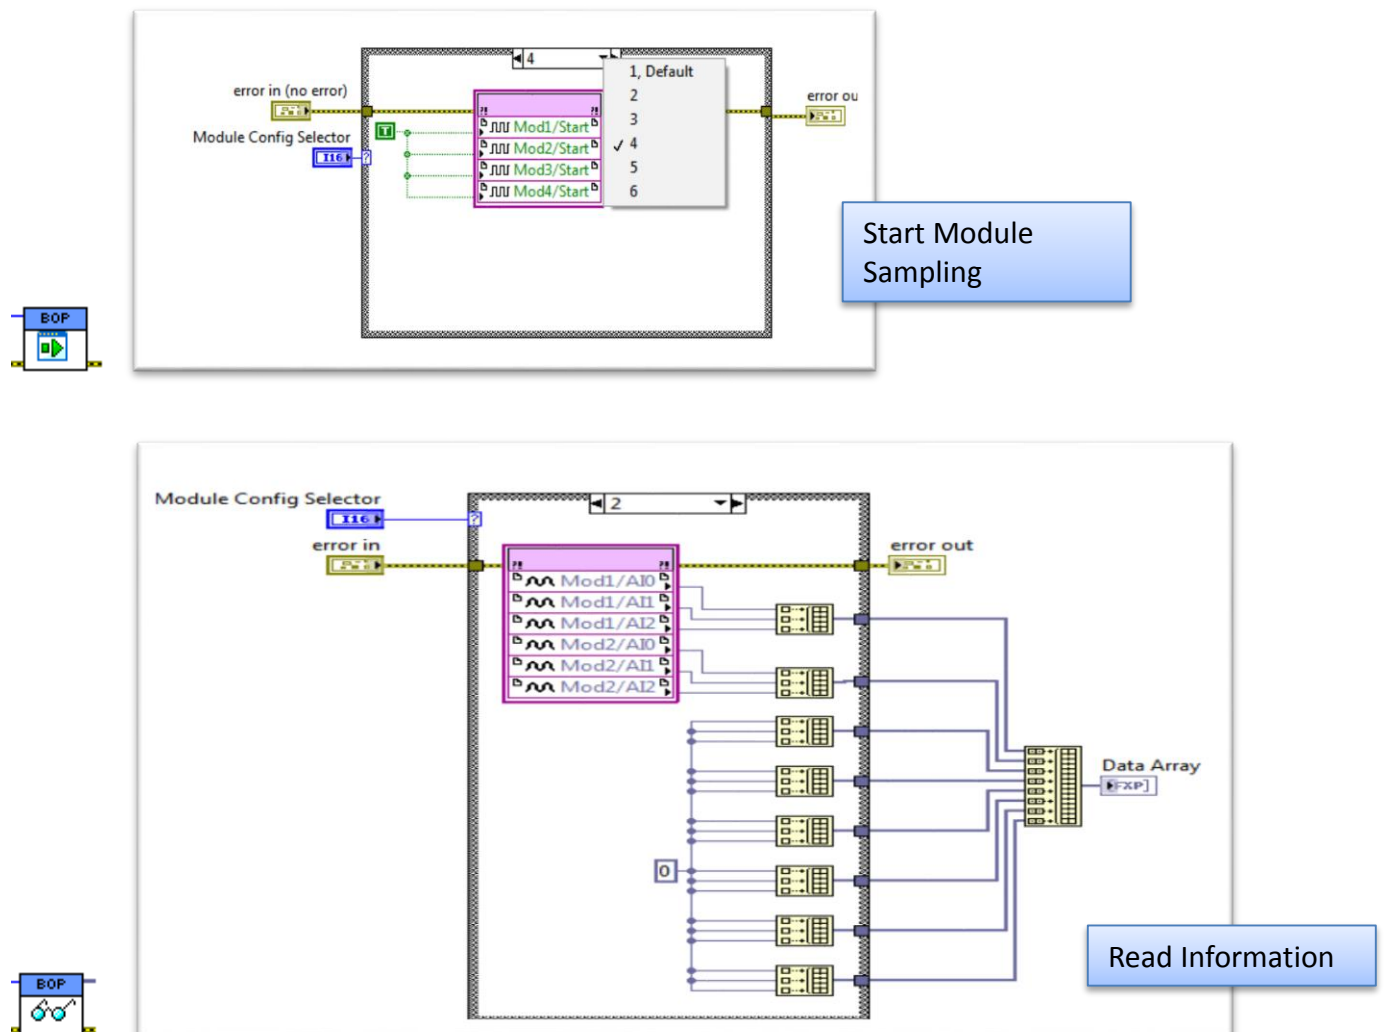 4
1, Default
2
3
4
5
6
error in (no error)
Module Config Selector
I16
?
T
Mod1/Start
Mod2/Start
Mod3/Start
Mod4/Start
error ou
Start Module
Sampling
BOP
Module Config Selector
I16
error in
?
2
Mod1/AI0
Mod1/AI1
Mod1/AI2
Mod2/AI0
Mod2/AI1
Mod2/AI2
error out
0
Data Array
FXP]
Read Information
BOP